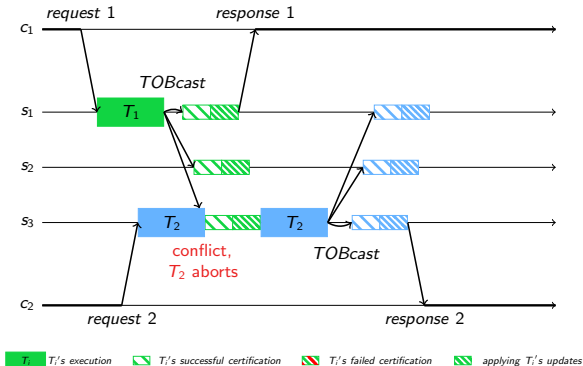 request 1
response 1
c1
TOBcast
s1
T1
s2
s3
T2
T2
conflict,
T2 aborts
TOBcast
c2
request 2
response 2
Ti Ti's execution Ti's successful certification Ti's failed certification applying Ti's updates